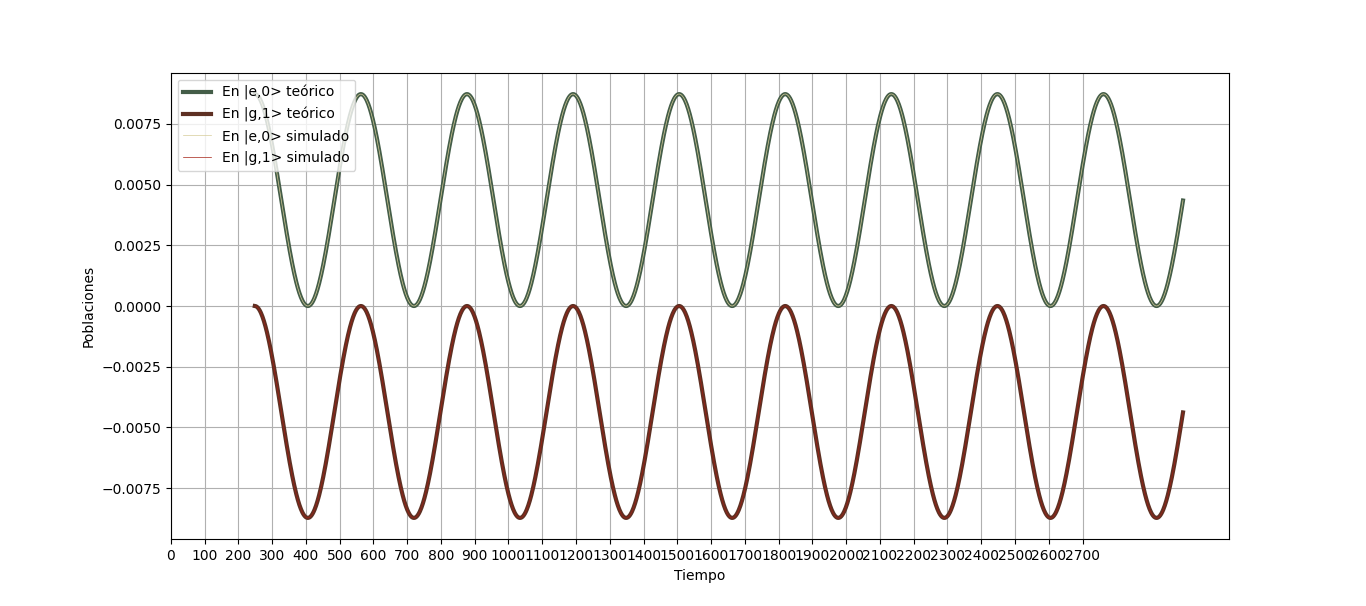 En |e,0> teórico
En |g,1> teórico
En |e,0> simulado
En |g,1> simulado
0.0075
0.0050
0.0025
0.0000
−0.0025
−0.0050
−0.0075
Poblaciones
0 100 200 300 400 500 600 700 800 900 1000 1100 1200 1300 1400 1500 1600 1700 1800 1900 2000 2100 2200 2300 2400 2500 2600 2700
Tiempo